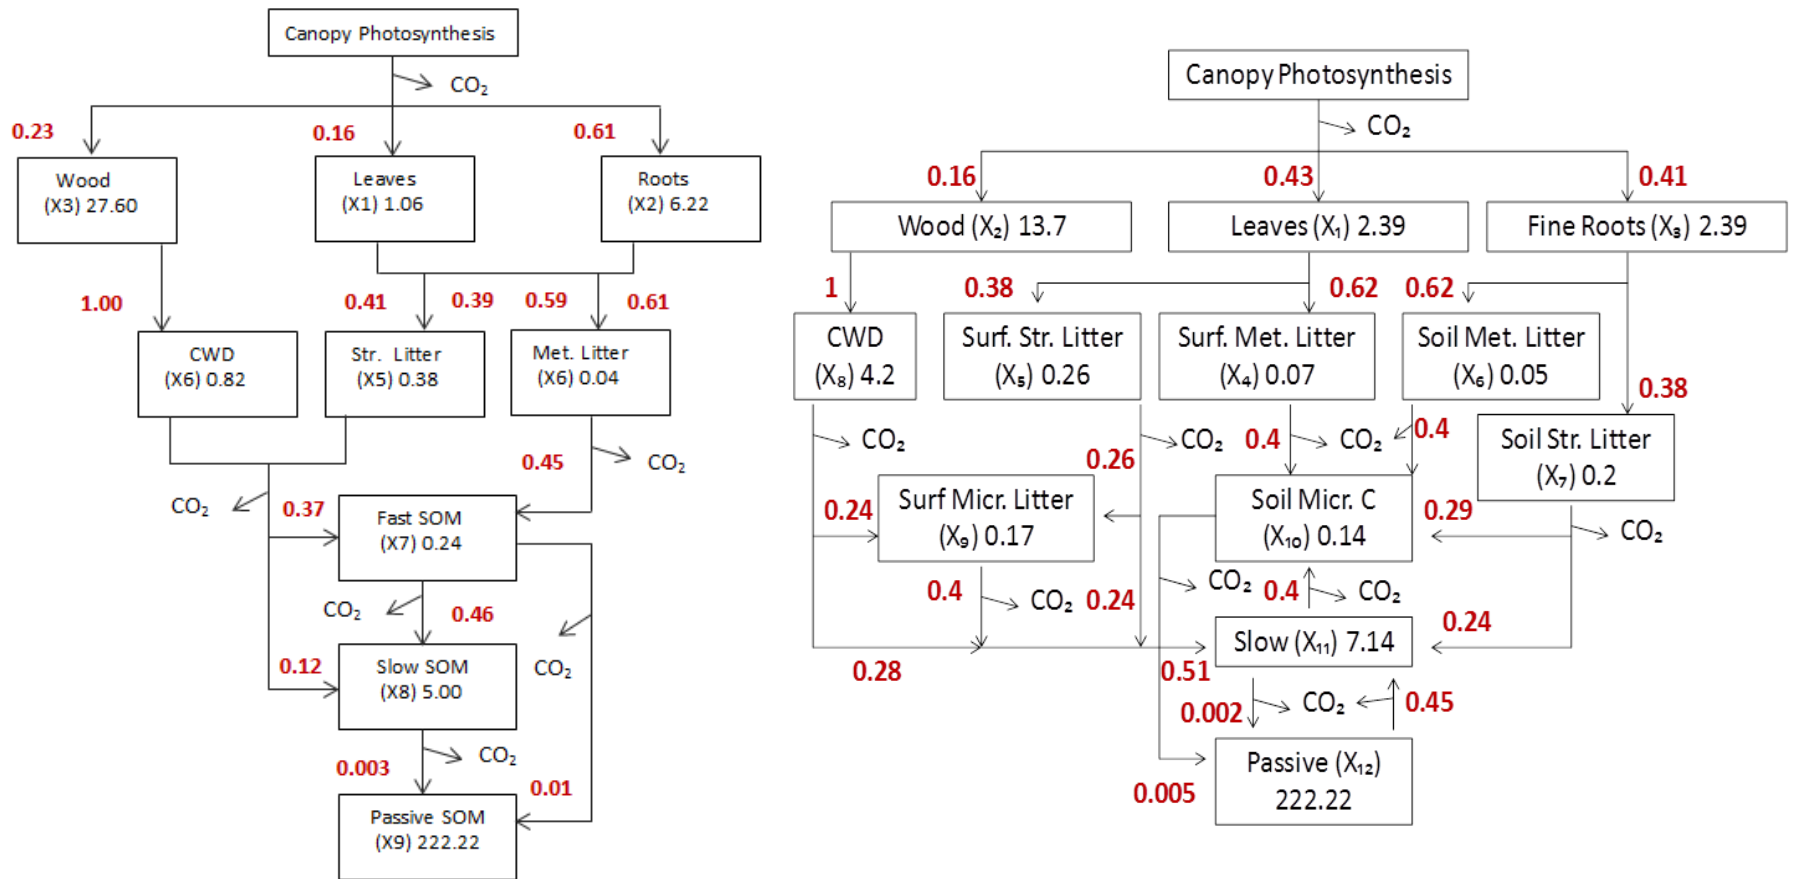 Canopy Photosynthesis
CO₂
0.23
0.16
0.61
Wood
(X3) 27.60
Leaves
(X1) 1.06
Roots
(X2) 6.22
1.00
0.41
0.39
0.59
0.61
CWD
(X6) 0.82
Str. Litter
(X5) 0.38
Met. Litter
(X6) 0.04
CO₂
0.37
0.45
CO₂
Fast SOM
(X7) 0.24
CO₂
0.46
CO₂
0.12
Slow SOM
(X8) 5.00
CO₂
0.003
0.01
Passive SOM
(X9) 222.22
Canopy Photosynthesis
CO₂
0.16
0.43
0.41
Wood (X₂) 13.7
Leaves (X₁) 2.39
Fine Roots (X₃) 2.39
1
0.38
0.62
0.62
CWD
(X₈) 4.2
Surf. Str. Litter
(X₅) 0.26
Surf. Met. Litter
(X₄) 0.07
Soil Met. Litter
(X₆) 0.05
0.38
CO₂
CO₂
0.4
CO₂
0.4
Soil Str. Litter
(X₇) 0.2
0.26
0.24
Surf Micr. Litter
(X₉) 0.17
Soil Micr. C
(X₁₀) 0.14
0.29
CO₂
0.4
CO₂
0.24
CO₂
0.4
CO₂
0.24
Slow (X₁₁) 7.14
0.28
0.51
0.002
CO₂
0.45
Passive (X₁₂)
222.22
0.005